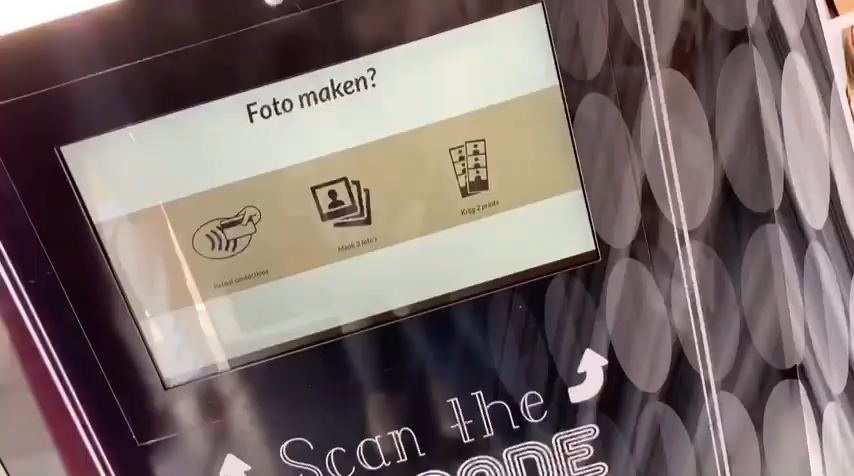 Foto maken?
Betaal contactloos
Maak 3 foto's
Krijg 2 prints
Scan the